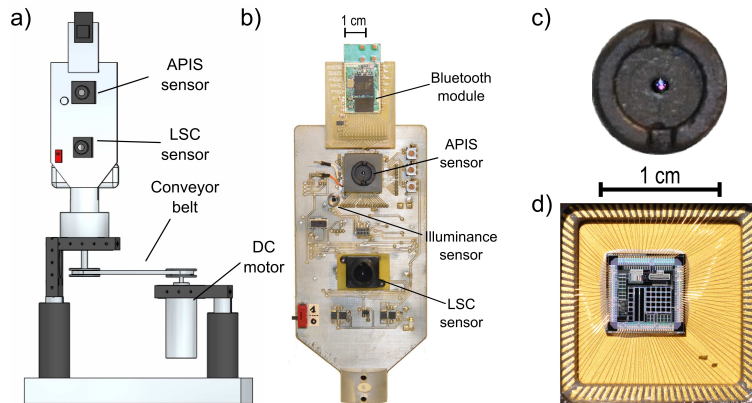 a)
APIS
sensor
LSC
sensor
Conveyor
belt
DC
motor
b)
1 cm
Bluetooth
module
APIS
sensor
Illuminance
sensor
LSC
sensor
c)
1 cm
d)